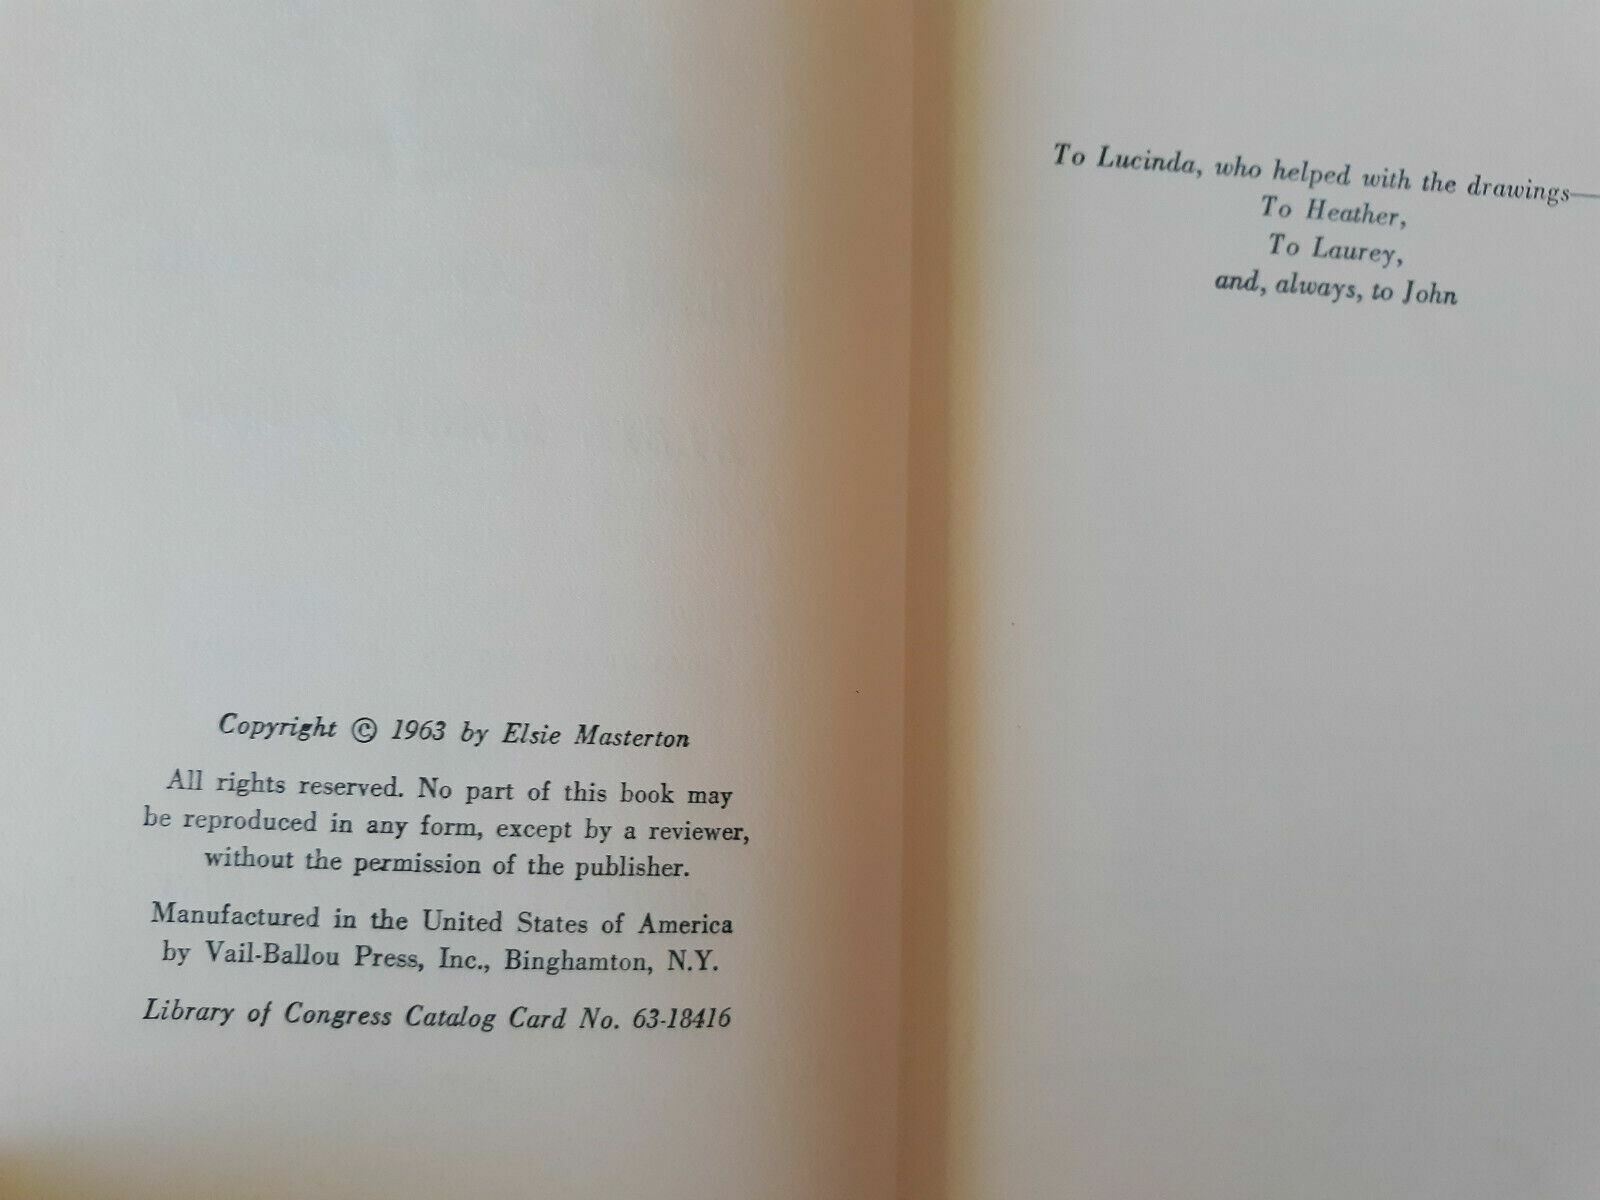 Copyright © 1963 by Elsie Masterton
All rights reserved. No part of this book may
be reproduced in any form, except by a reviewer,
without the permission of the publisher.
Manufactured in the United States of America
by Vail-Ballou Press, Inc., Binghamton, N.Y.
Library of Congress Catalog Card No. 63-18416
To Lucinda, who helped with the drawings—
To Heather,
To Laurey,
and, always, to John